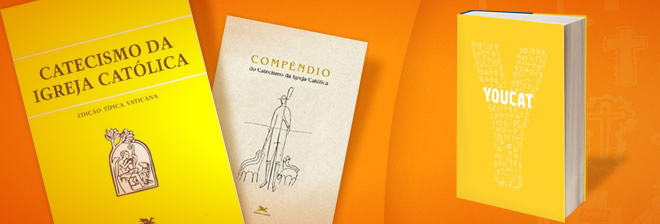 CATECISMO DA
IGREJA CATÓLICA
EDIÇÃO TÍPICA VATICANA
COMPÊNDIO
do Catecismo da Igreja Católica
YOUCAT